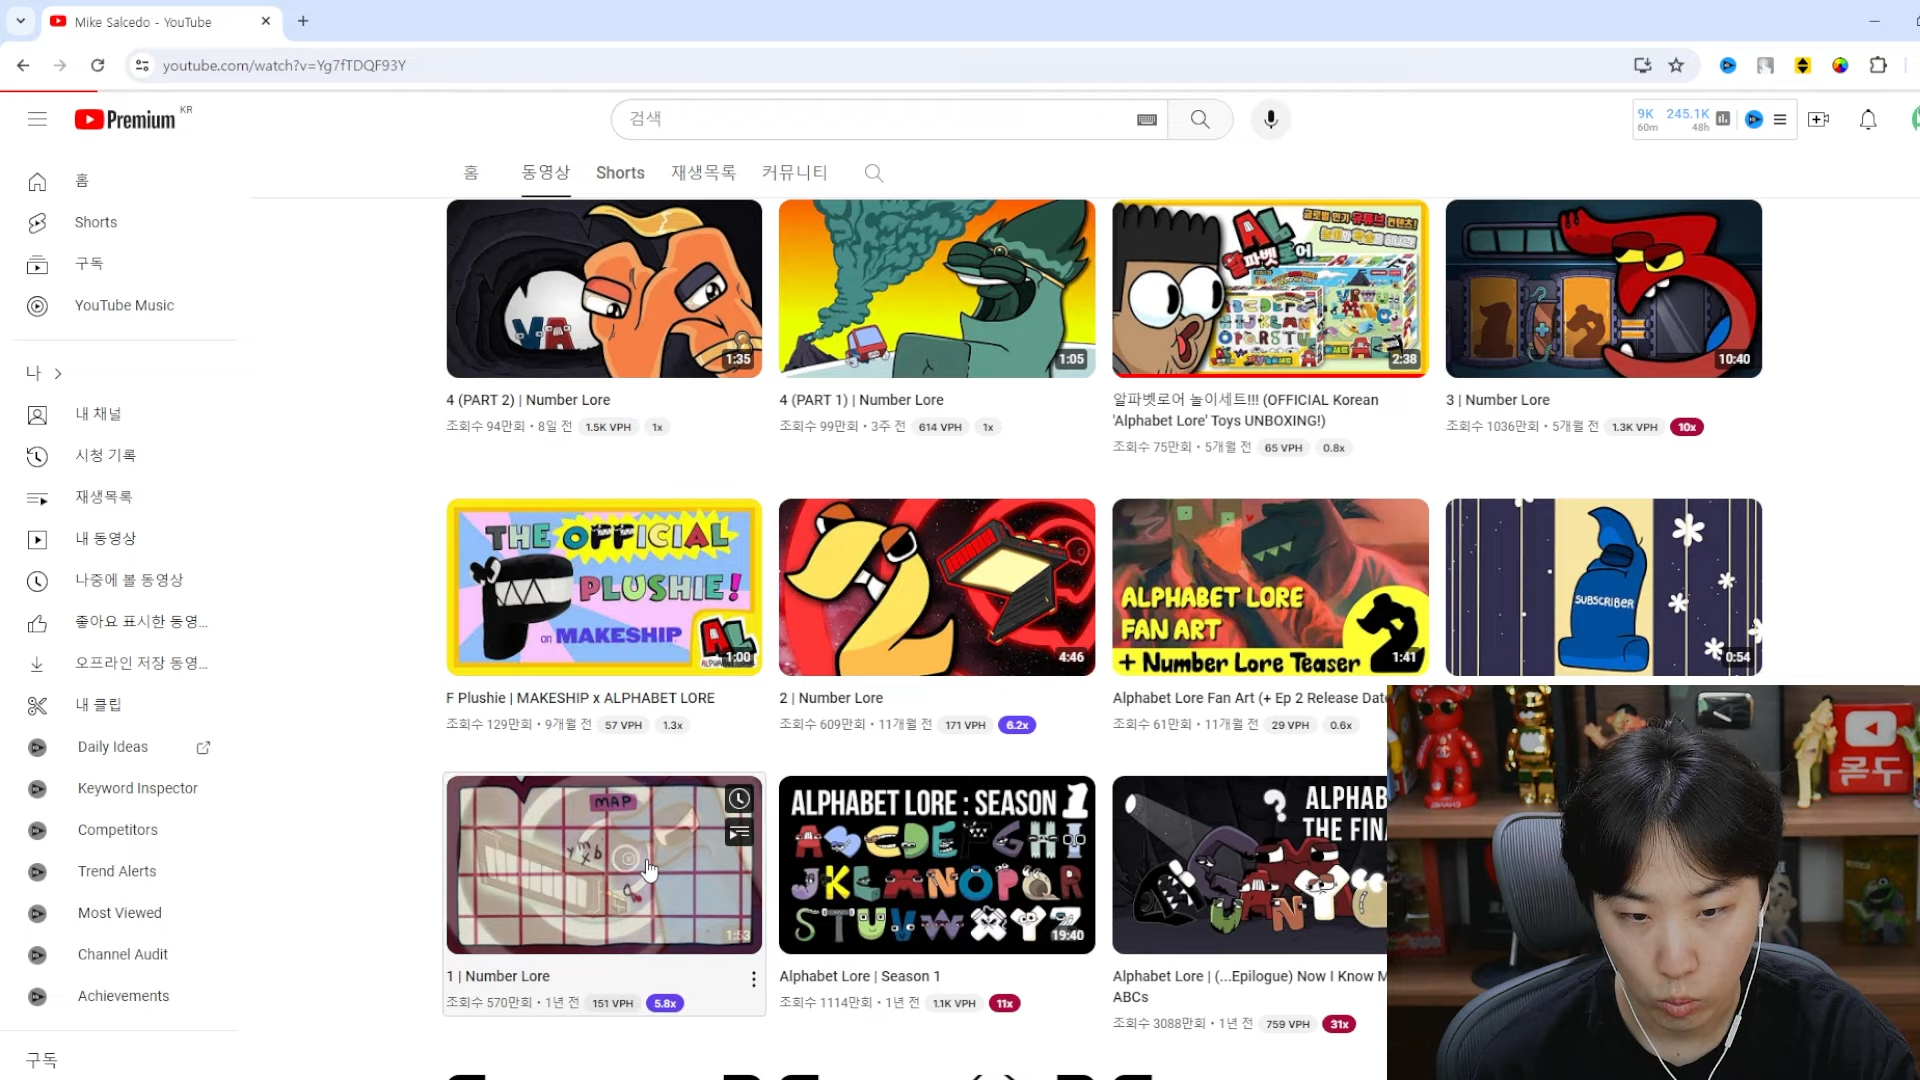 Mike Salcedo - YouTube
youtube.com/watch?v=Yg7fTDQF93Y
Premium KR
검색
9K 245.1K
60m 48h
홈 동영상 Shorts 재생목록 커뮤니티
홈
Shorts
구독
YouTube Music
나
내 채널
시청 기록
재생목록
내 동영상
나중에 볼 동영상
좋아요 표시한 동영...
오프라인 저장 동영...
내 클립
Daily Ideas
Keyword Inspector
Competitors
Trend Alerts
Most Viewed
Channel Audit
Achievements
구독
1:35
4 (PART 2) | Number Lore
조회수 94만회 • 8일 전 1.5K VPH 1x
1:05
4 (PART 1) | Number Lore
조회수 99만회 • 3주 전 614 VPH 1x
AL
알파벳로어
2:38
알파벳로어 놀이세트!!! (OFFICIAL Korean
'Alphabet Lore' Toys UNBOXING!)
조회수 75만회 • 5개월 전 65 VPH 0.8x
10:40
3 | Number Lore
조회수 1036만회 • 5개월 전 1.3K VPH 10x
THE OFFICIAL
PLUSHIE!
on MAKESHIP
AL
1:00
F Plushie | MAKESHIP x ALPHABET LORE
조회수 129만회 • 9개월 전 57 VPH 1.3x
4:46
2 | Number Lore
조회수 609만회 • 11개월 전 171 VPH 6.2x
ALPHABET LORE
FAN ART
+ Number Lore Teaser
1:41
Alphabet Lore Fan Art (+ Ep 2 Release Date
조회수 61만회 • 11개월 전 29 VPH 0.6x
SUBSCRIBER
0:54
MAP
1:53
1 | Number Lore
조회수 570만회 • 1년 전 151 VPH 5.8x
ALPHABET LORE : SEASON 1
ABCDEFGHI
JKLMNOPQR
STUVWXYZ
19:40
Alphabet Lore | Season 1
조회수 1114만회 • 1년 전 1.1K VPH 11x
? ALPHAB
THE FIN
Alphabet Lore | (...Epilogue) Now I Know M
ABCs
조회수 3088만회 • 1년 전 759 VPH 31x
몯두